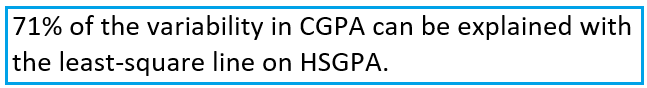 71% of the variability in CGPA can be explained with
the least-square line on HSGPA.